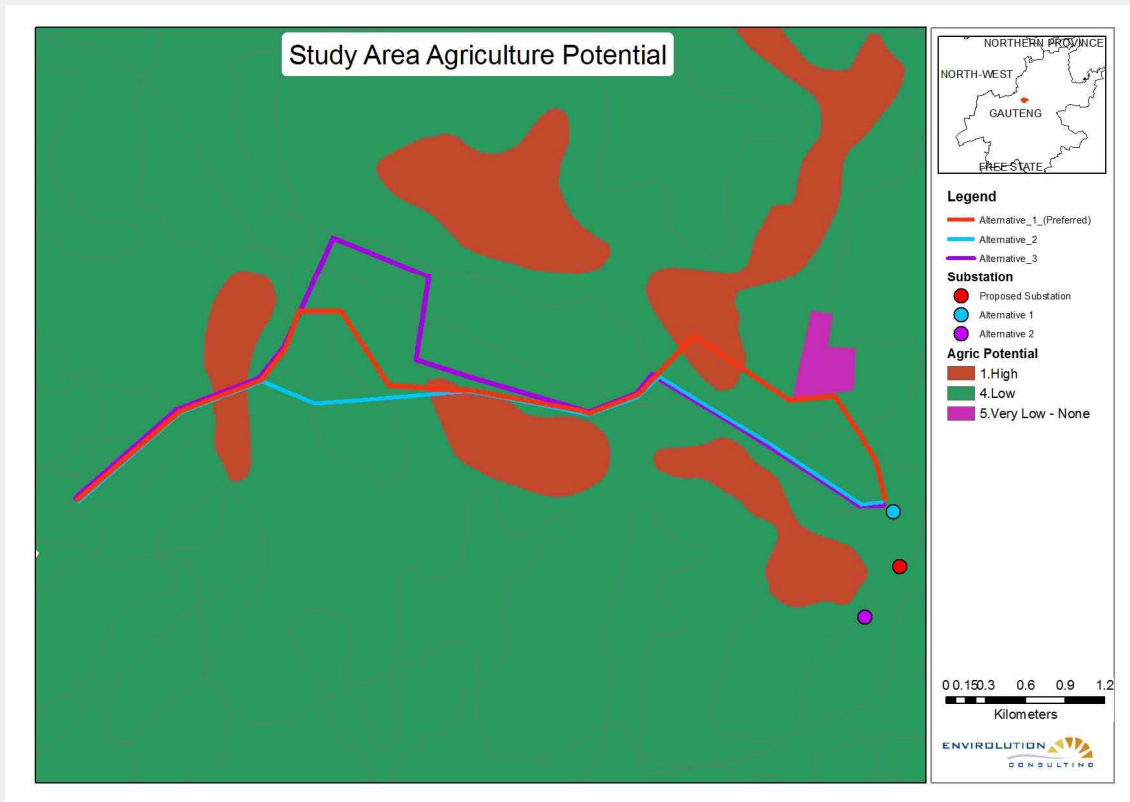 Study Area Agriculture Potential
NORTHERN PROVINCE
NORTH-WEST
GAUTENG
FREE STATE
Legend
Alternative_1_(Preferred)
Alternative_2
Alternative_3
Substation
Proposed Substation
Alternative 1
Alternative 2
Agric Potential
1.High
4.Low
5.Very Low - None
0 0.15 0.3 0.6 0.9 1.2
Kilometers
ENVIROLUTION
CONSULTING